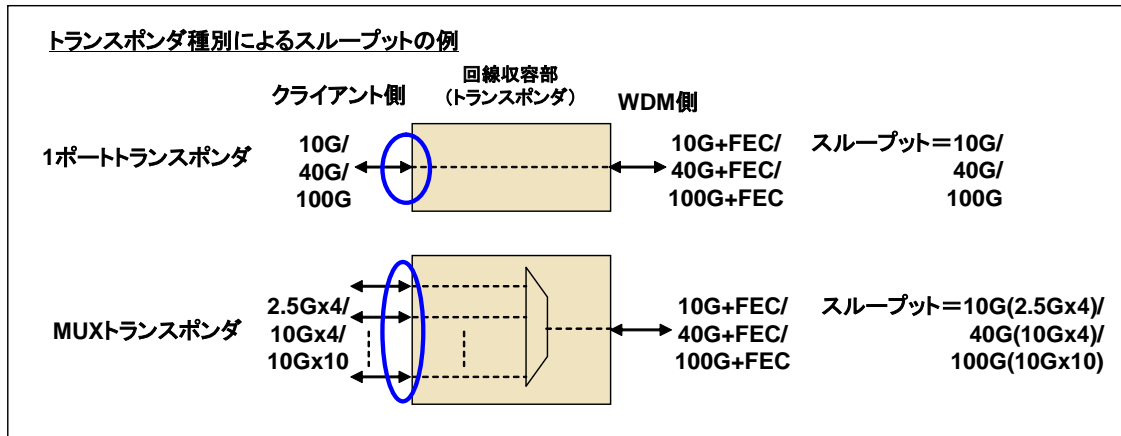 トランスポンダ種別によるスループットの例
クライアント側
回線収容部
(トランスポンダ)
WDM側
1ポートトランスポンダ
10G/
40G/
100G
10G+FEC/
40G+FEC/
100G+FEC
スループット＝10G/
40G/
100G
MUXトランスポンダ
2.5Gx4/
10Gx4/
10Gx10
10G+FEC/
40G+FEC/
100G+FEC
スループット＝10G(2.5Gx4)/
40G(10Gx4)/
100G(10Gx10)